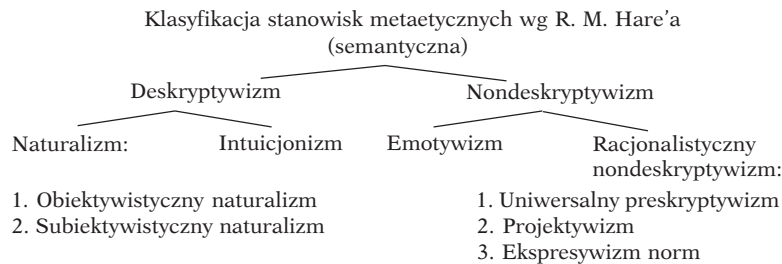 Klasyfikacja stanowisk metaetycznych wg R. M. Hare’a
(semantyczna)
Deskryptywizm Nondeskryptywizm
Naturalizm: Intuicjonizm Emotywizm Racjonalistyczny
nondeskryptywizm:
1. Obiektywistyczny naturalizm
2. Subiektywistyczny naturalizm
1. Uniwersalny preskryptywizm
2. Projektywizm
3. Ekspresywizm norm